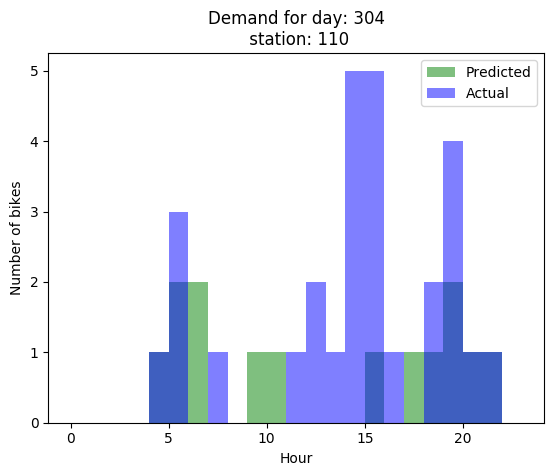 Demand for day: 304
station: 110
Predicted
Actual
Number of bikes
5
4
3
2
1
0
0
5
10
15
20
Hour